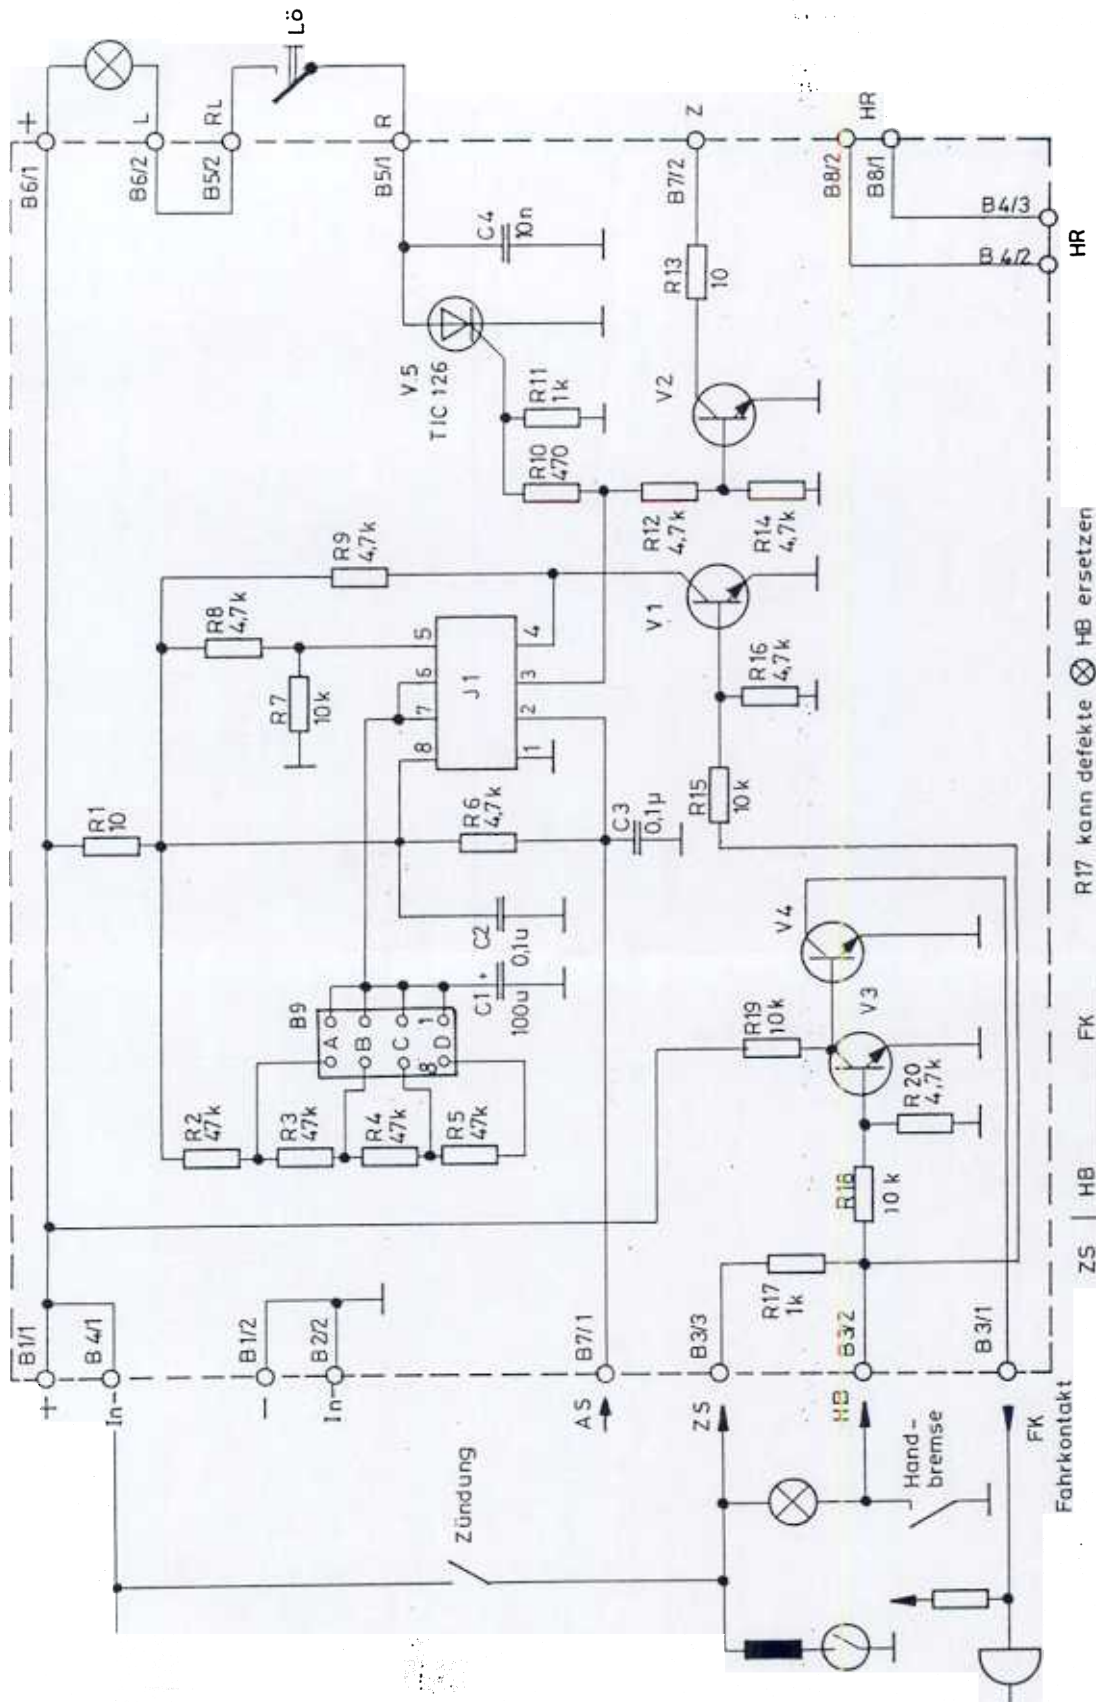 +
B1/1
B6/1
+
In-
B 4/1
B6/2
L
B5/2
RL
Lö
-
B1/2
In-
B2/2
B5/1
R
R1
10
R8
4,7k
R7
10k
R9
4,7k
R2
47k
R3
47k
R4
47k
R5
47k
B9
A
B
C
D
1
8
C1 +
100u
C2
0,1u
R6
4,7k
C3
0,1µ
8
7
6
5
J1
1
2
3
4
V.5
TIC 126
C4
10n
R10
470
R11
1k
AS
B7/1
R12
4,7k
R14
4,7k
V2
R13
10
B7/2
Z
Zündung
ZS
B3/3
R17
1k
V1
R15
10k
R16
4,7k
R19
10k
V4
V3
R20
4,7k
R18
10k
HB
B3/2
B8/2
B8/1
HR
Hand-
bremse
B3/1
B4/3
B4/2
HR
FK
Fahrkontakt
ZS | HB FK R17 kann defekte HB ersetzen